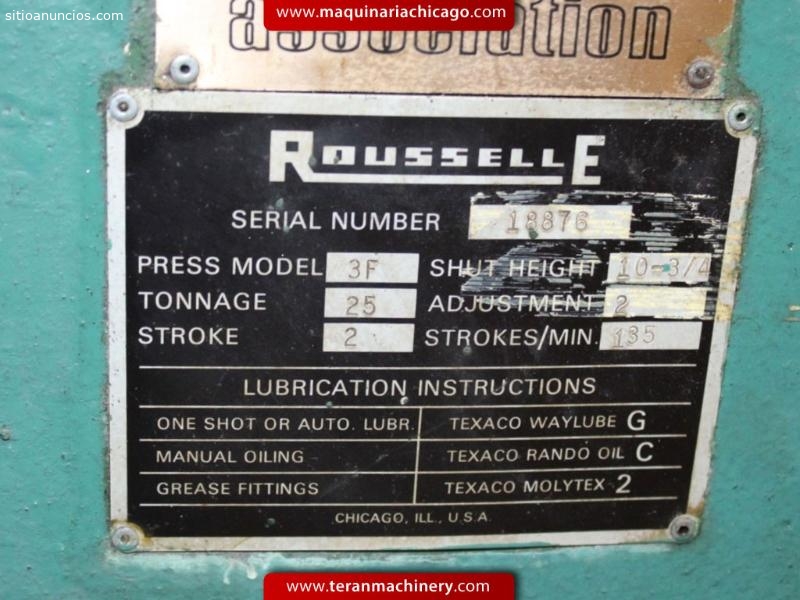 sitioanuncios.com
www.maquinariachicago.com
association
ROUSSELLE
SERIAL NUMBER 18876
PRESS MODEL 3F SHUT HEIGHT 10-3/4
TONNAGE 25 ADJUSTMENT 2
STROKE 2 STROKES/MIN. 135
LUBRICATION INSTRUCTIONS
ONE SHOT OR AUTO. LUBR. TEXACO WAYLUBE G
MANUAL OILING TEXACO RANDO OIL C
GREASE FITTINGS TEXACO MOLYTEX 2
CHICAGO, ILL., U.S.A.
www.teranmachinery.com